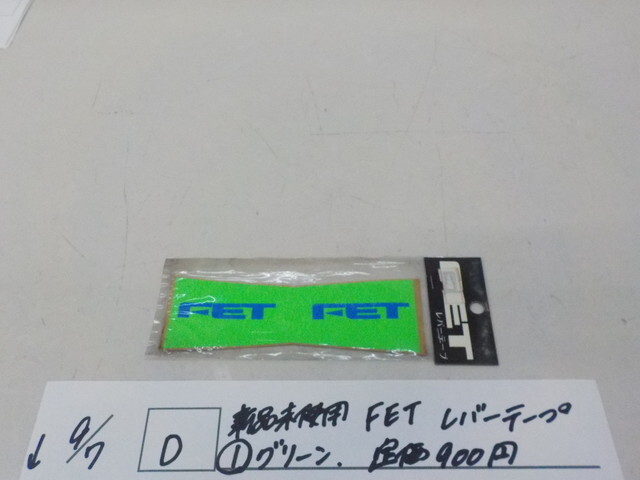 FET FET
FET
レバーテープ
↓ 9/7 D 新品未使用 FET レバーテープ
①グリーン. 定価900円